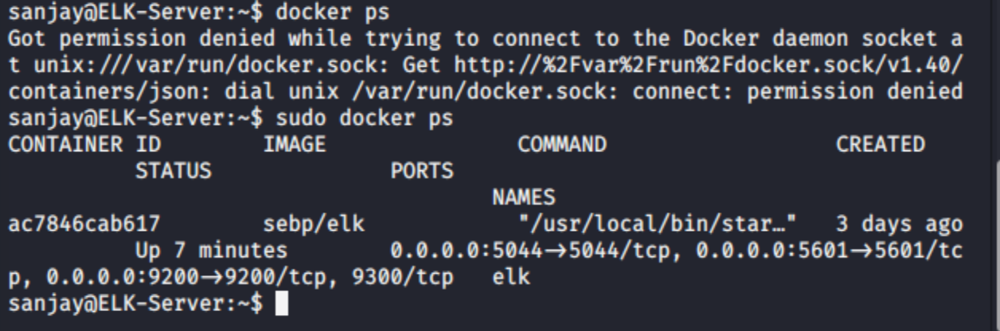 sanjay@ELK-Server:~$ docker ps
Got permission denied while trying to connect to the Docker daemon socket a
t unix:///var/run/docker.sock: Get http://%2Fvar%2Frun%2Fdocker.sock/v1.40/
containers/json: dial unix /var/run/docker.sock: connect: permission denied
sanjay@ELK-Server:~$ sudo docker ps
CONTAINER ID        IMAGE               COMMAND                  CREATED
          STATUS              PORTS
                                      NAMES
ac7846cab617        sebp/elk            "/usr/local/bin/star…"   3 days ago
          Up 7 minutes        0.0.0.0:5044->5044/tcp, 0.0.0.0:5601->5601/tc
p, 0.0.0.0:9200->9200/tcp, 9300/tcp   elk
sanjay@ELK-Server:~$